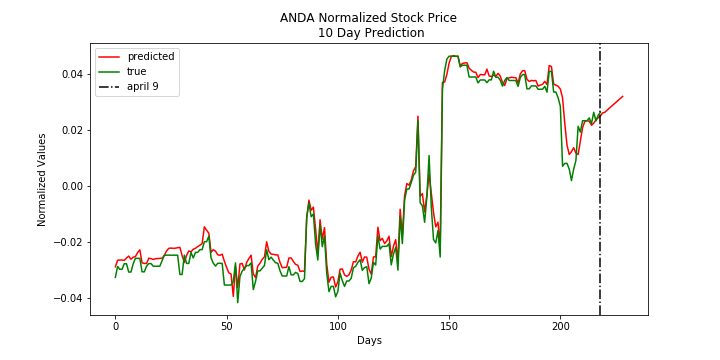 ANDA Normalized Stock Price
10 Day Prediction
predicted
true
april 9
Normalized Values
0.04
0.02
0.00
−0.02
−0.04
0
50
100
150
200
Days